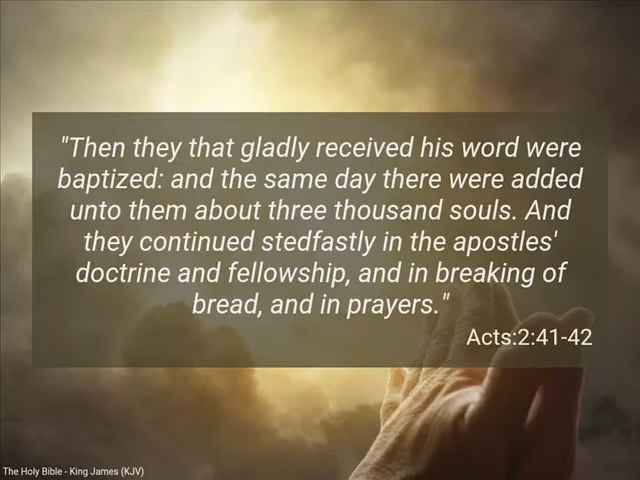 "Then they that gladly received his word were
baptized: and the same day there were added
unto them about three thousand souls. And
they continued stedfastly in the apostles'
doctrine and fellowship, and in breaking of
bread, and in prayers."
Acts:2:41-42
The Holy Bible - King James (KJV)